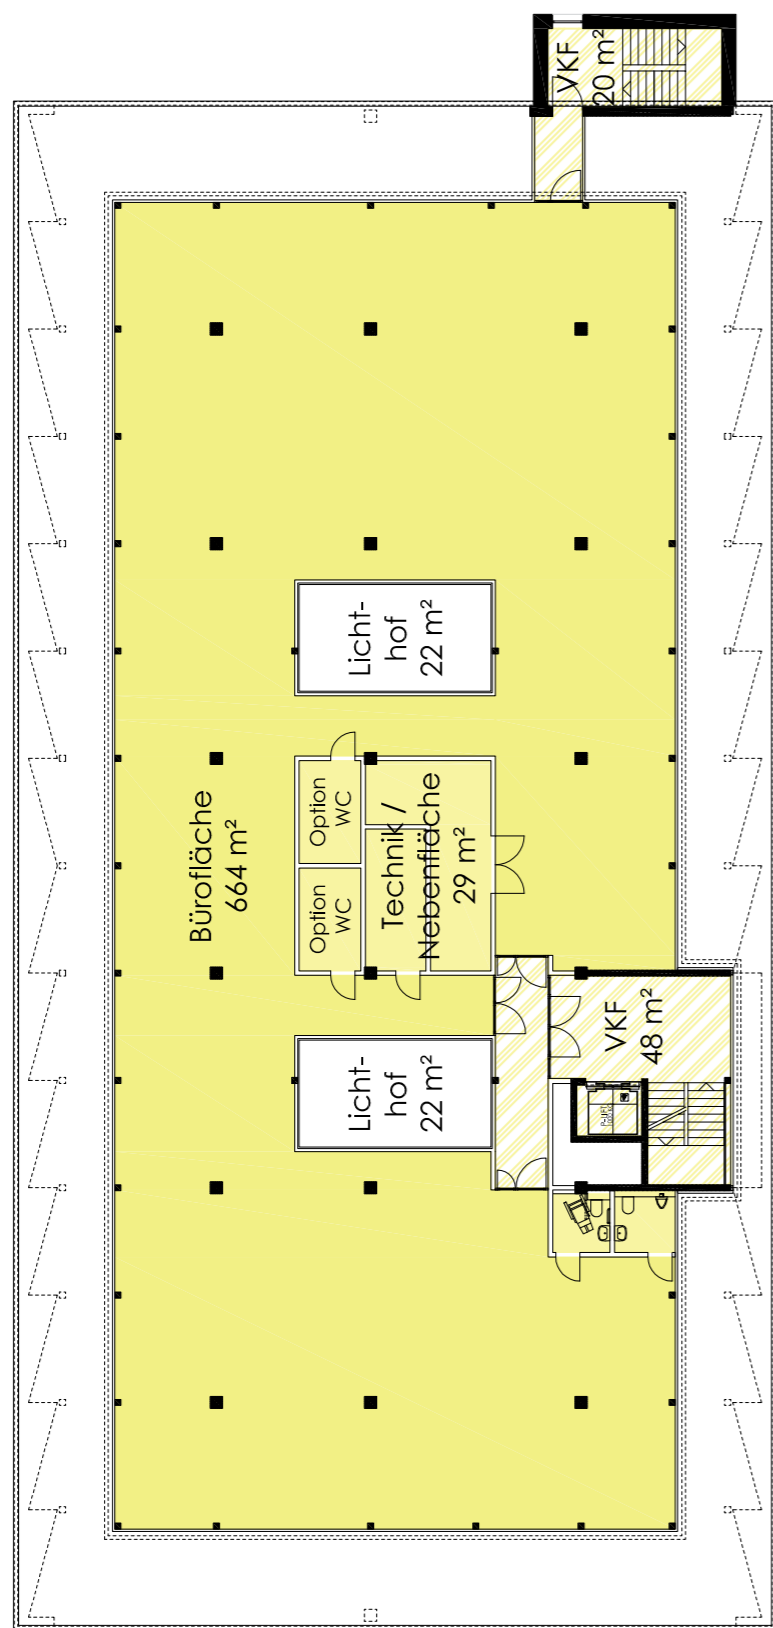 VKF
20 m²
Licht-
hof
22 m²
Bürofläche
664 m²
Option
WC
Option
WC
Technik /
Nebenfläche
29 m²
VKF
48 m²
Licht-
hof
22 m²
P-LIFT